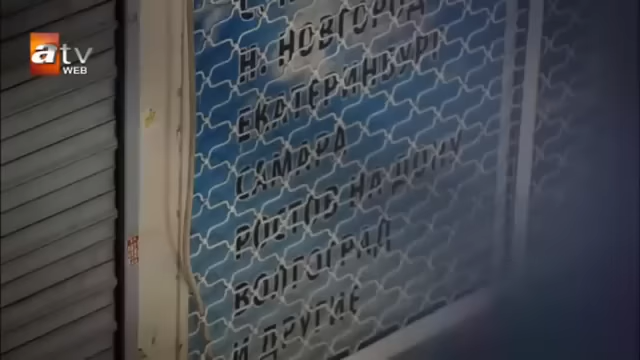 atv
WEB
Н. НОВГОРОД
ЕКАТЕРИНБУРГ
САМАРА
РОСТОВ НА ДОНУ
ВОЛГОГРАД
И ДРУГИЕ